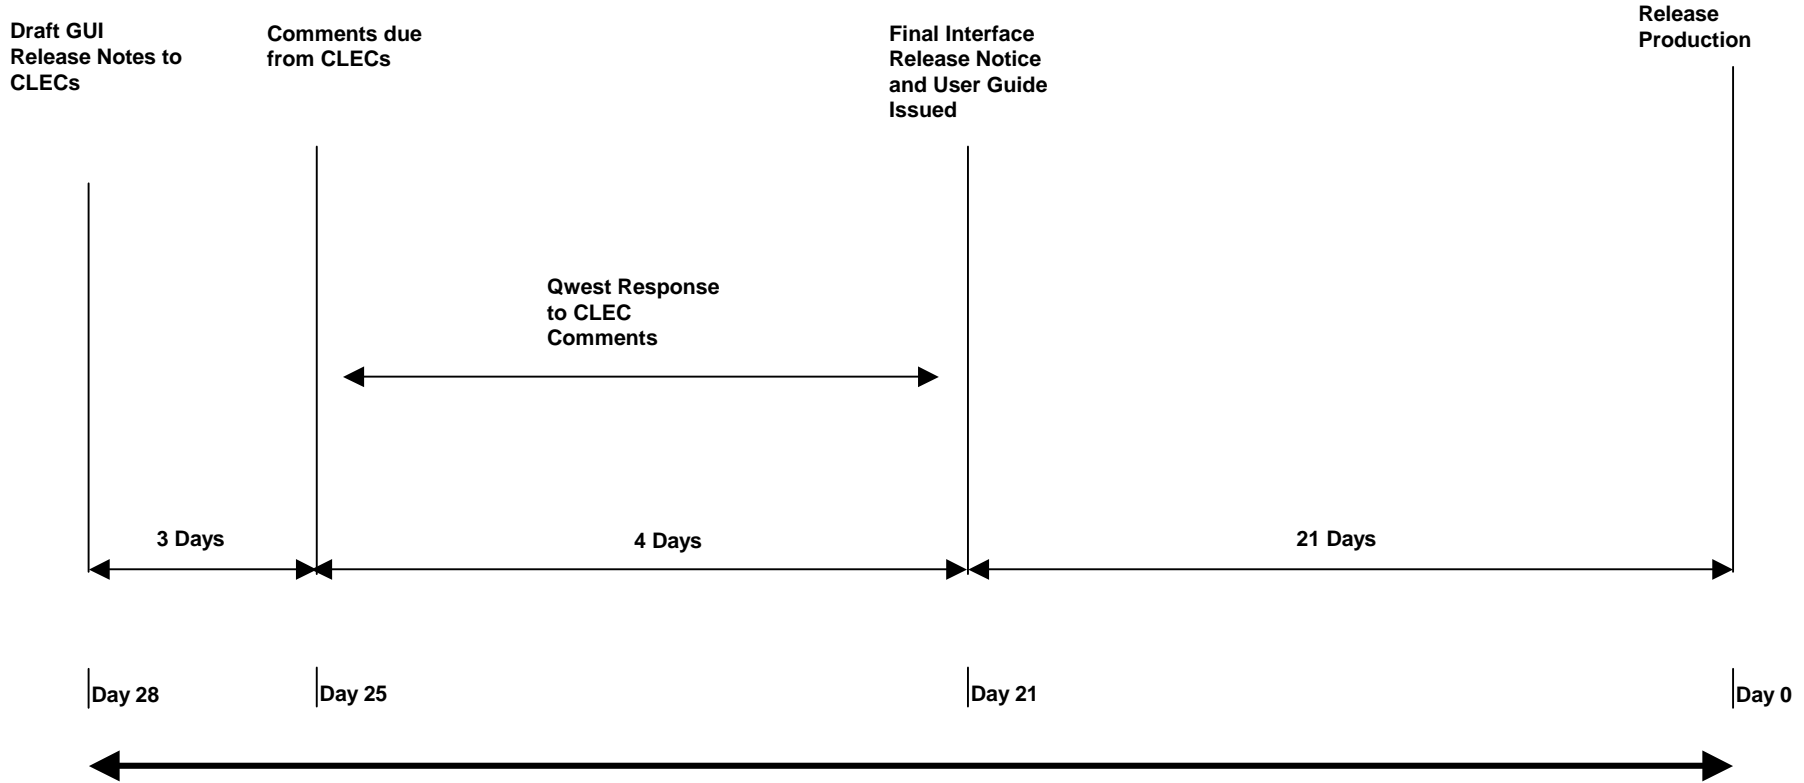 Draft GUI
Release Notes to
CLECs
Comments due
from CLECs
Final Interface
Release Notice
and User Guide
Issued
Release
Production
Qwest Response
to CLEC
Comments
3 Days
4 Days
21 Days
Day 28
Day 25
Day 21
Day 0